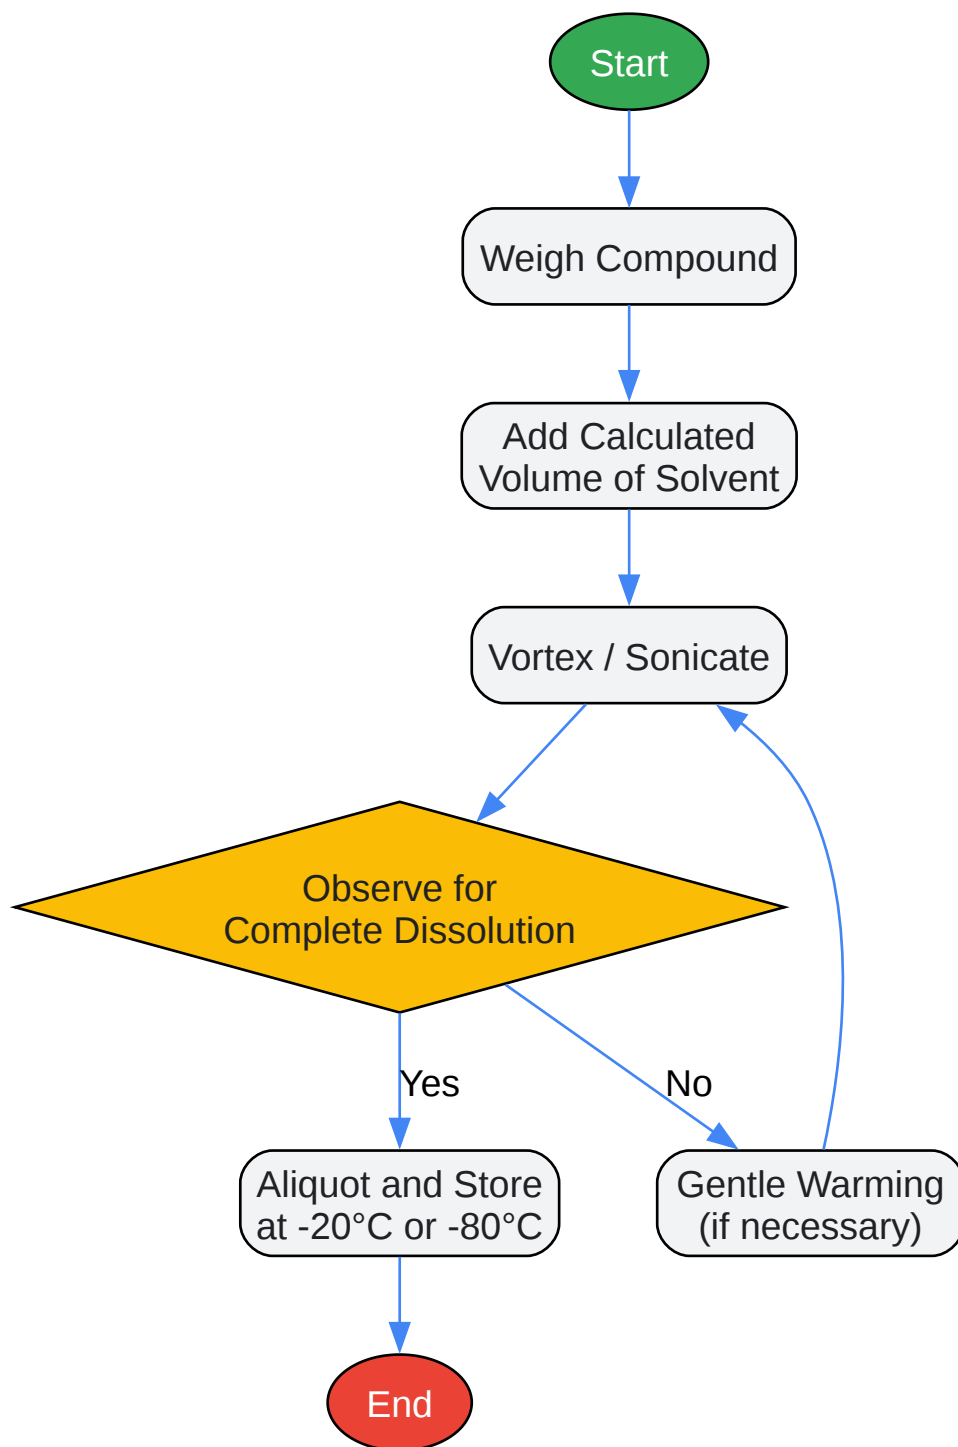 Start
Weigh Compound
Add Calculated
Volume of Solvent
Vortex / Sonicate
Observe for
Complete Dissolution
Yes
No
Aliquot and Store
at -20°C or -80°C
Gentle Warming
(if necessary)
End